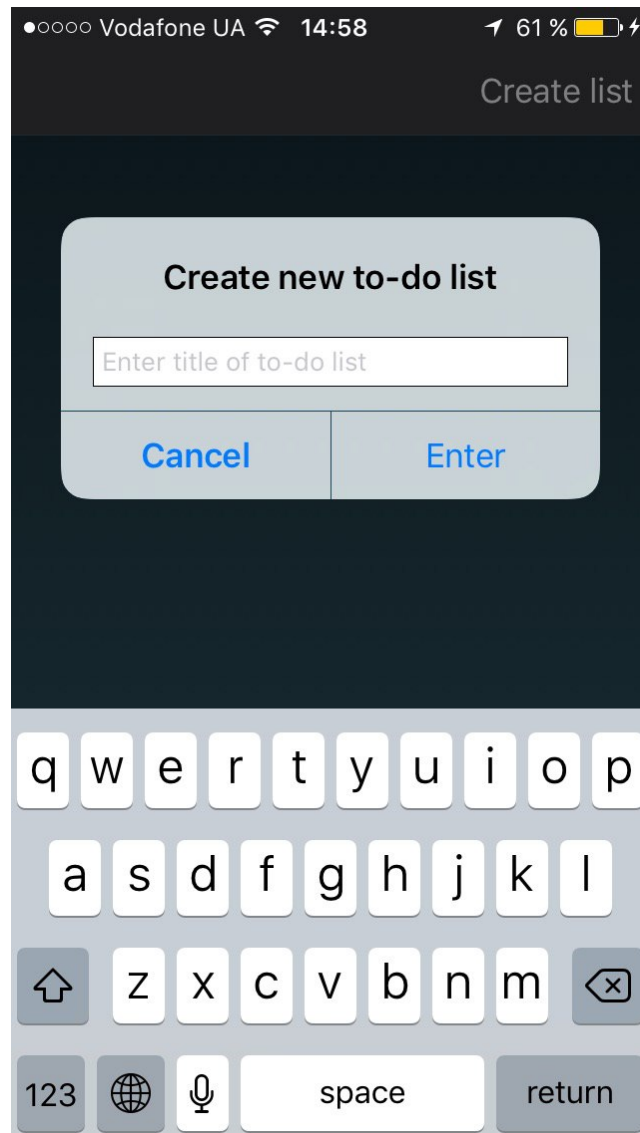 Vodafone UA 14:58 61 %
Create list
Create new to-do list
Enter title of to-do list
Cancel Enter
q w e r t y u i o p
a s d f g h j k l
z x c v b n m
123 space return